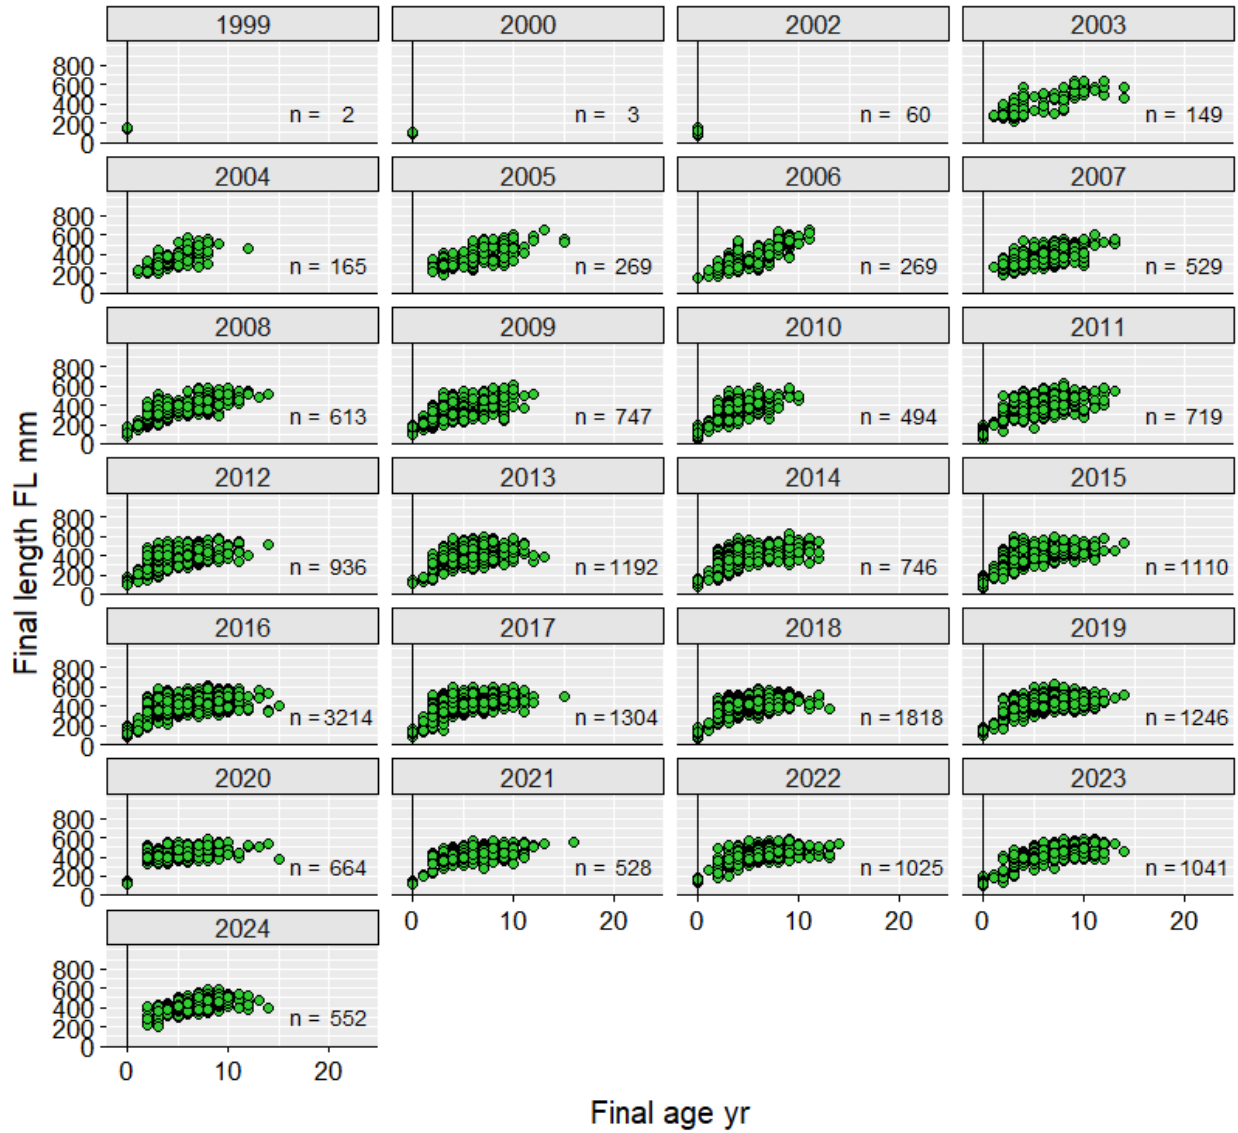 1999 2000 2002 2003
800
600
400
200
0
n = 2 n = 3 n = 60 n = 149
2004 2005 2006 2007
800
600
400
200
0
n = 165 n = 269 n = 269 n = 529
2008 2009 2010 2011
800
600
400
200
0
n = 613 n = 747 n = 494 n = 719
2012 2013 2014 2015
800
600
400
200
0
n = 936 n = 1192 n = 746 n = 1110
2016 2017 2018 2019
800
600
400
200
0
n = 3214 n = 1304 n = 1818 n = 1246
2020 2021 2022 2023
800
600
400
200
0
n = 664 n = 528 n = 1025 n = 1041
0 10 20 0 10 20 0 10 20
2024
800
600
400
200
0
n = 552
0 10 20
Final length FL mm
Final age yr